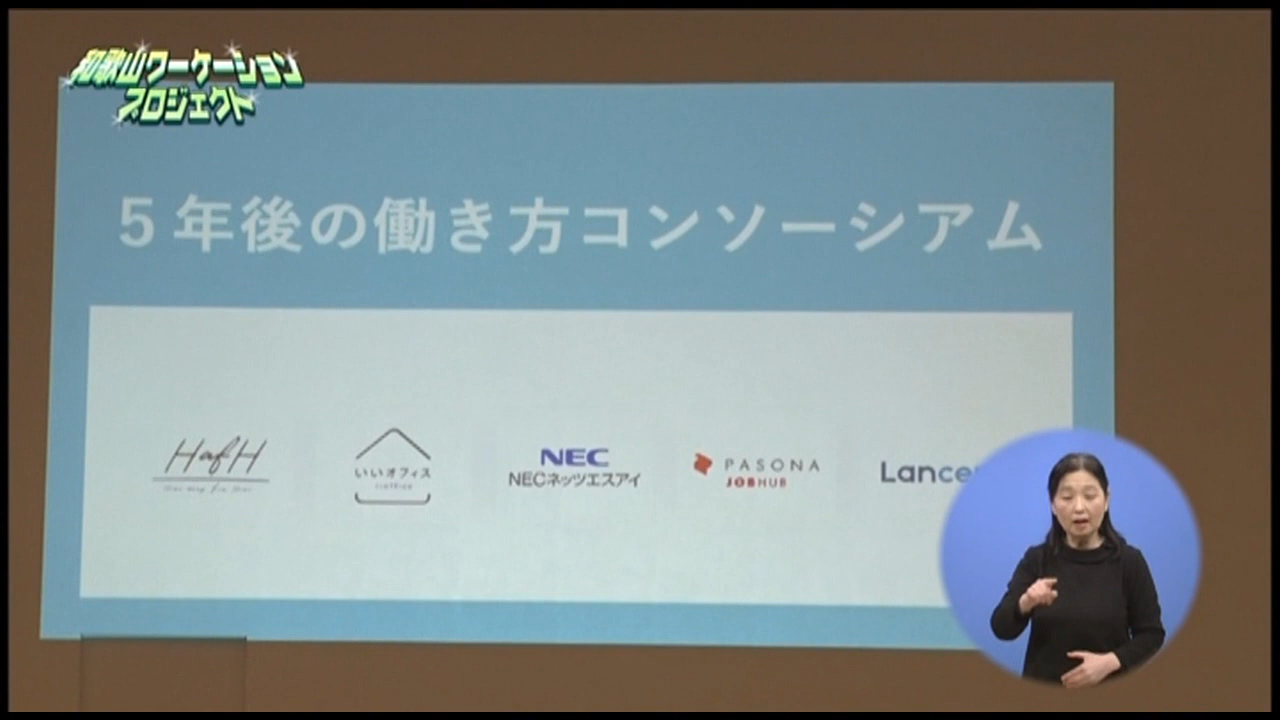 和歌山ワーケーション
プロジェクト
５年後の働き方コンソーシアム
HafH
いいオフィス
NEC
NECネッツエスアイ
PASONA
JOBHUB
Lance